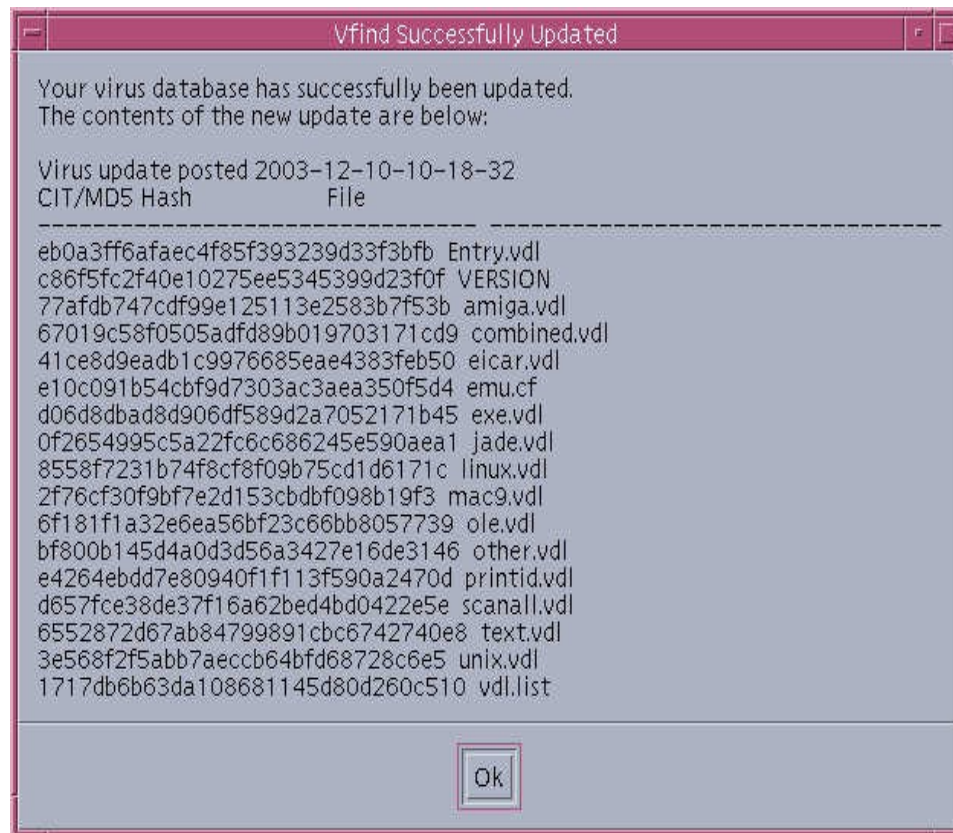 Vfind Successfully Updated
Your virus database has successfully been updated.
The contents of the new update are below:
Virus update posted 2003-12-10-10-18-32
CIT/MD5 Hash File
-------------------------------- -----------------------------------
eb0a3ff6afaec4f85f393239d33f3bfb Entry.vdl
c86f5fc2f40e10275ee5345399d23f0f VERSION
77afdb747cdf99e125113e2583b7f53b amiga.vdl
67019c58f0505adfd89b019703171cd9 combined.vdl
41ce8d9eadb1c9976685eae4383feb50 eicar.vdl
e10c091b54cbf9d7303ac3aea350f5d4 emu.cf
d06d8dbad8d906df589d2a7052171b45 exe.vdl
0f2654995c5a22fc6c686245e590aea1 jade.vdl
8558f7231b74f8cf8f09b75cd1d6171c linux.vdl
2f76cf30f9bf7e2d153cbdbf098b19f3 mac9.vdl
6f181f1a32e6ea56bf23c66bb8057739 ole.vdl
bf800b145d4a0d3d56a3427e16de3146 other.vdl
e4264ebdd7e80940f1f113f590a2470d printid.vdl
d657fce38de37f16a62bed4bd0422e5e scanall.vdl
6552872d67ab84799891cbc6742740e8 text.vdl
3e568f2f5abb7aeccb64bfd68728c6e5 unix.vdl
1717db6b63da108681145d80d260c510 vdl.list
Ok